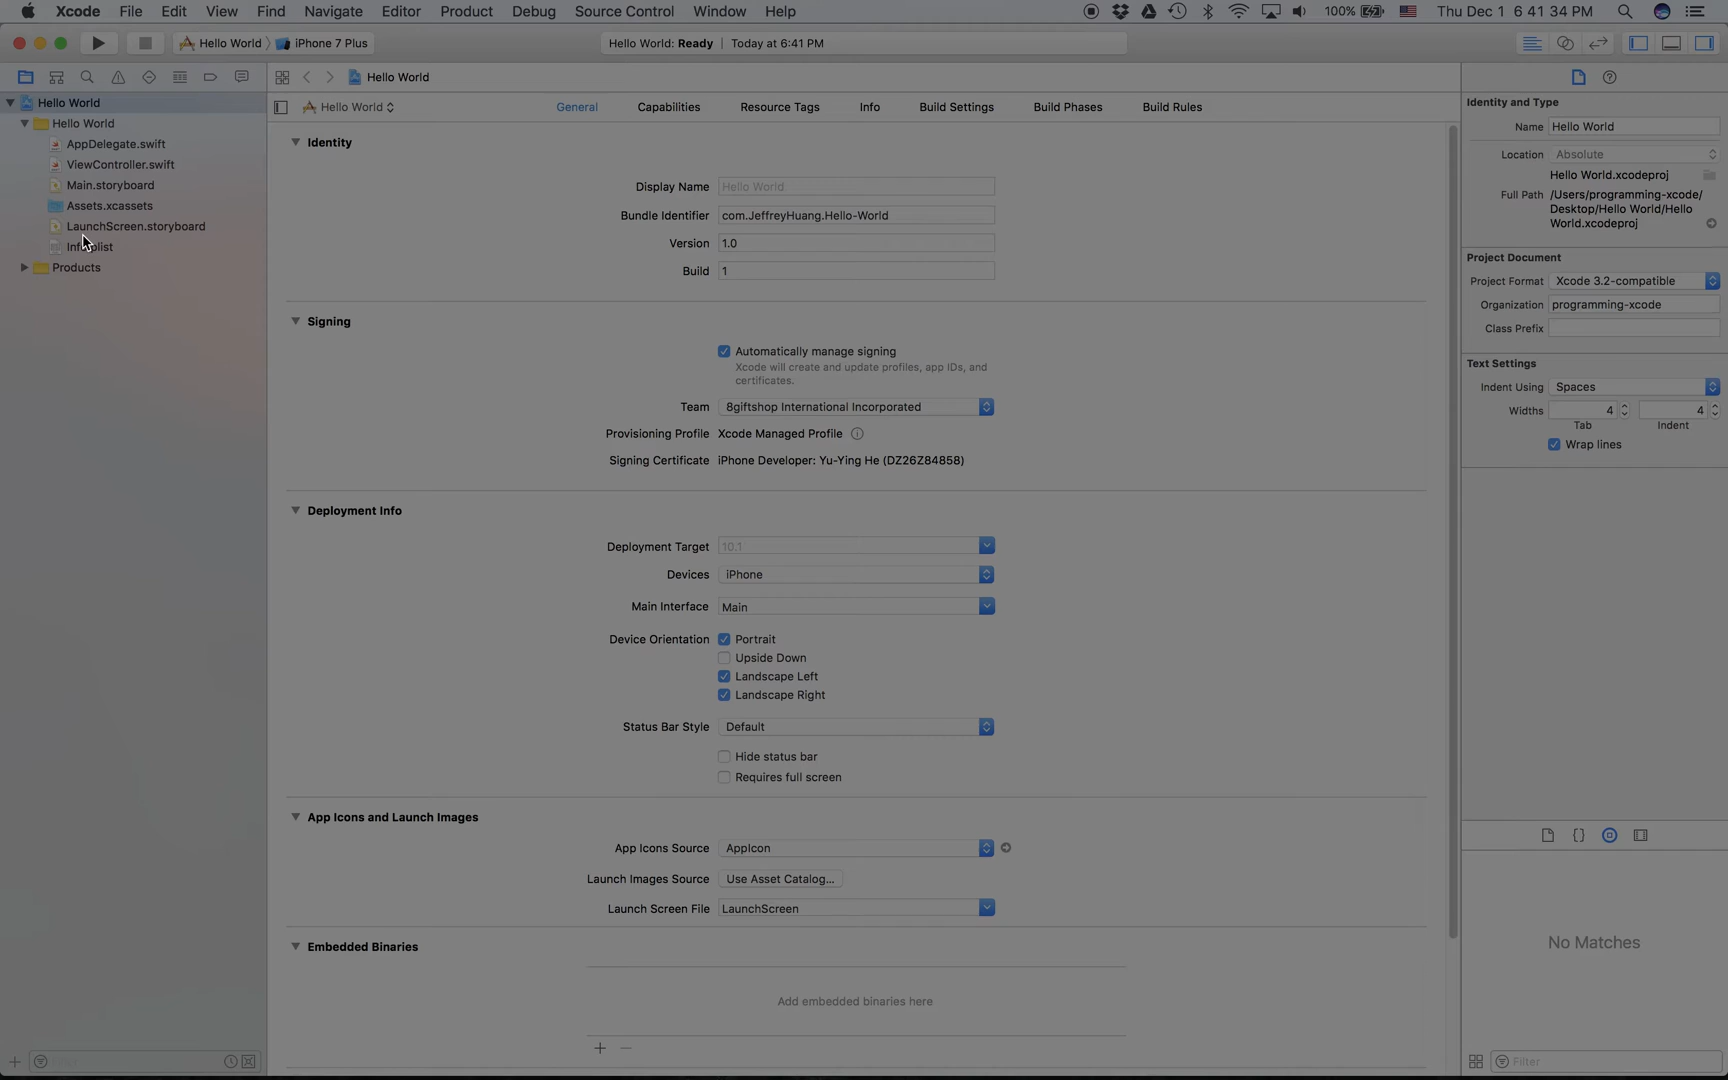 Xcode File Edit View Find Navigate Editor Product Debug Source Control Window Help 100% Thu Dec 1 6 41 34 PM
Hello World iPhone 7 Plus Hello World: Ready Today at 6:41 PM
Hello World
Hello World General Capabilities Resource Tags Info Build Settings Build Phases Build Rules
Hello World
Hello World
AppDelegate.swift
ViewController.swift
Main.storyboard
Assets.xcassets
LaunchScreen.storyboard
Products
Identity
Display Name Hello World
Bundle Identifier com.JeffreyHuang.Hello-World
Version 1.0
Build 1
Signing
Automatically manage signing
Xcode will create and update profiles, app IDs, and
certificates.
Team 8giftshop International Incorporated
Provisioning Profile Xcode Managed Profile
Signing Certificate iPhone Developer: Yu-Ying He (DZ26Z84858)
Deployment Info
Deployment Target 10.1
Devices iPhone
Main Interface Main
Device Orientation Portrait
Upside Down
Landscape Left
Landscape Right
Status Bar Style Default
Hide status bar
Requires full screen
App Icons and Launch Images
App Icons Source AppIcon
Launch Images Source Use Asset Catalog...
Launch Screen File LaunchScreen
Embedded Binaries
Add embedded binaries here
Identity and Type
Name Hello World
Location Absolute
Hello World.xcodeproj
Full Path /Users/programming-xcode/
Desktop/Hello World/Hello
World.xcodeproj
Project Document
Project Format Xcode 3.2-compatible
Organization programming-xcode
Class Prefix
Text Settings
Indent Using Spaces
Widths 4 4
Tab Indent
Wrap lines
No Matches
Filter